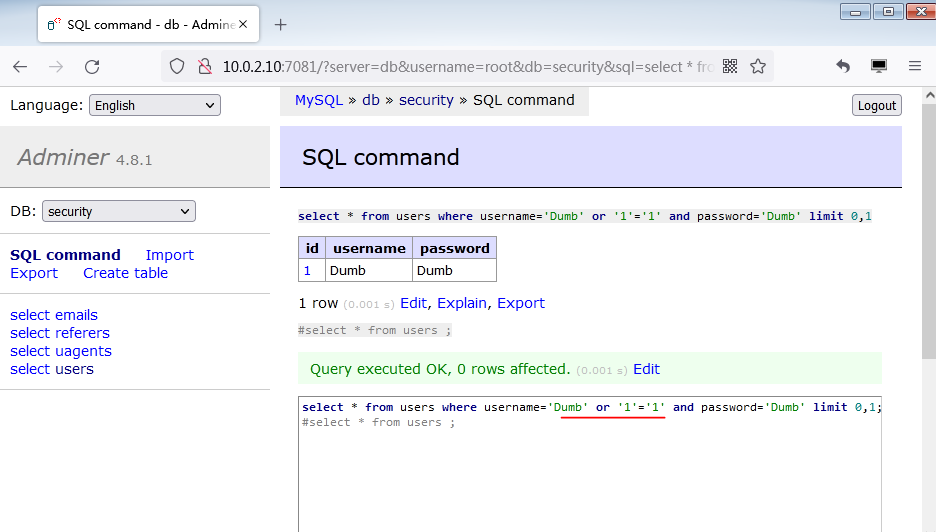 SQL command - db - Admine
10.0.2.10:7081/?server=db&username=root&db=security&sql=select * fro
Language: English
MySQL » db » security » SQL command
Logout
Adminer 4.8.1
SQL command
DB: security
select * from users where username='Dumb' or '1'='1' and password='Dumb' limit 0,1
SQL command Import
Export Create table
id username password
1 Dumb Dumb
1 row (0.001 s) Edit, Explain, Export
select emails
select referers
select uagents
select users
#select * from users ;
Query executed OK, 0 rows affected. (0.001 s) Edit
select * from users where username='Dumb' or '1'='1' and password='Dumb' limit 0,1;
#select * from users ;